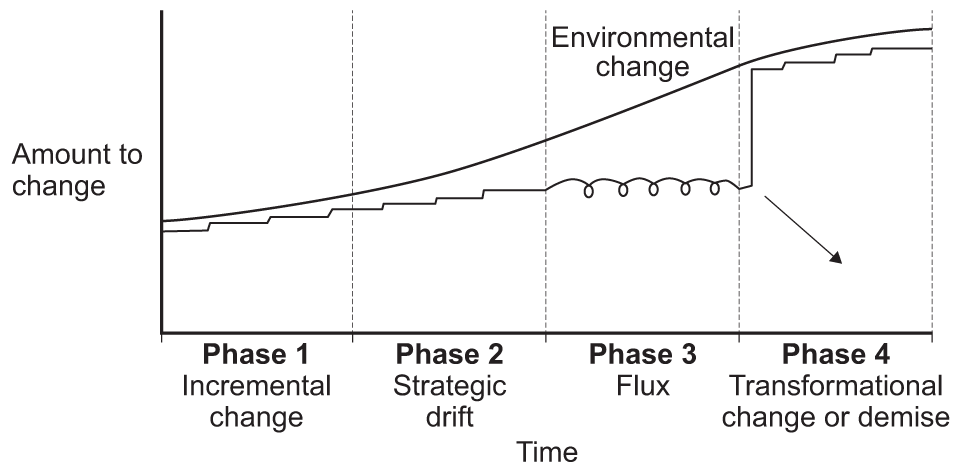 Environmental
change
Amount to
change
Phase 1
Incremental
change
Phase 2
Strategic
drift
Phase 3
Flux
Phase 4
Transformational
change or demise
Time